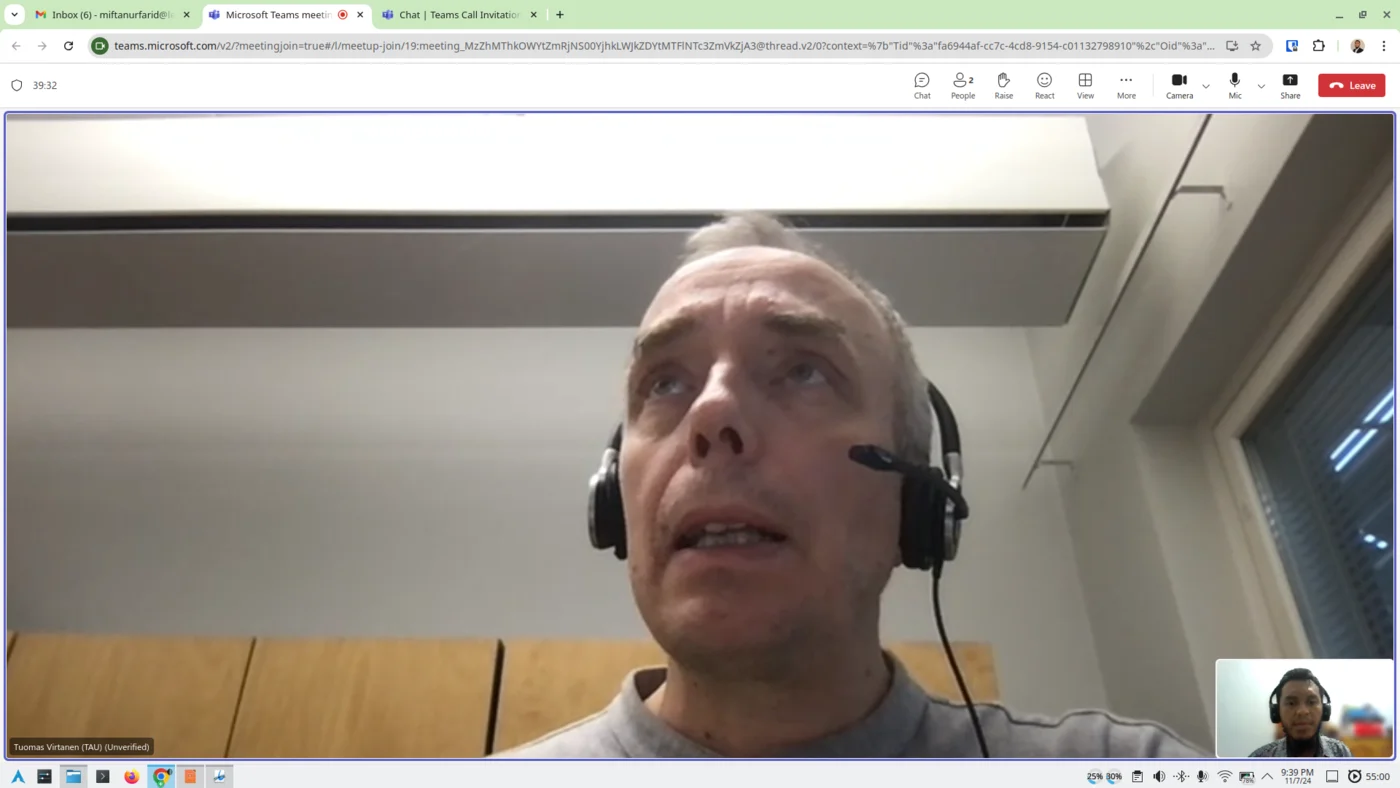 Inbox (6) - miftanurfarid@
Microsoft Teams meetin
Chat | Teams Call Invitation
teams.microsoft.com/v2/?meetingjoin=true#/l/meetup-join/19:meeting_MzZhMThkOWYtZmRjNS00YjhkLWJkZDYtMTFlNTc3ZmVkZjA3@thread.v2/0?context=%7b"Tid"%3a"fa6944af-cc7c-4cd8-9154-c01132798910"%2c"Oid"%3a"...
39:32
Chat
People
2
Raise
React
View
More
Camera
Mic
Share
Leave
Tuomas Virtanen (TAU) (Unverified)
25%
30%
78%
9:39 PM
11/7/24
55:00